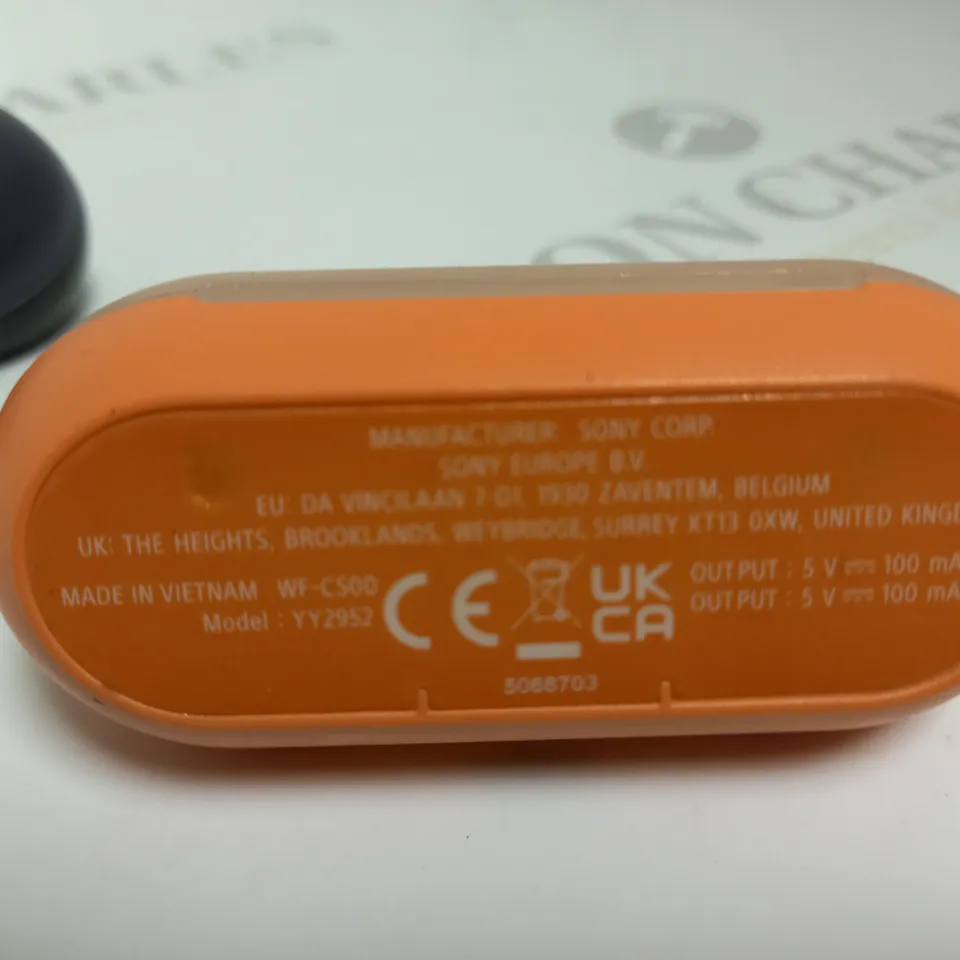 MANUFACTURER: SONY CORP.
SONY EUROPE B.V.
EU: DA VINCILAAN 7-D1, 1930 ZAVENTEM, BELGIUM
UK: THE HEIGHTS, BROOKLANDS, WEYBRIDGE, SURREY KT13 0XW, UNITED KINGD
MADE IN VIETNAM WF-C500
Model : YY2952
CE
UK
CA
OUTPUT : 5 V 100 mA
OUTPUT : 5 V 100 mA
5068703